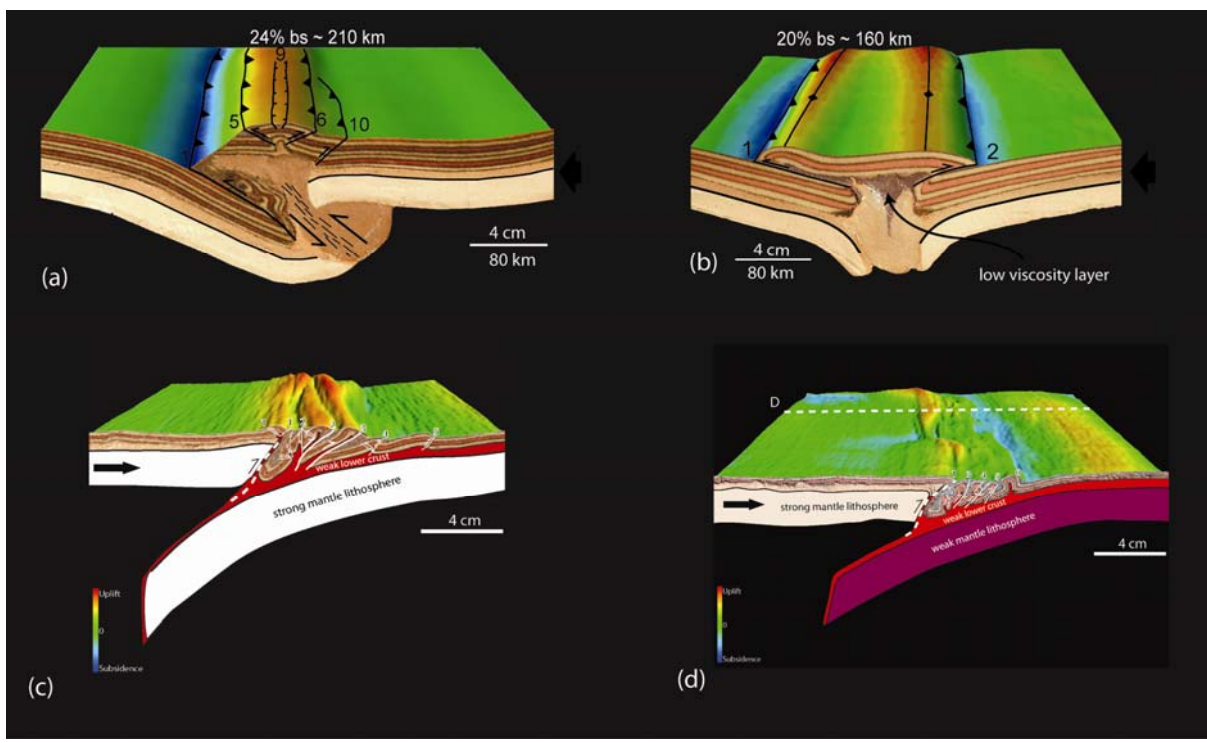 24% bs ~ 210 km
9
5
6
10
1
4 cm
80 km
(a)
20% bs ~ 160 km
1
2
4 cm
80 km
low viscosity layer
(b)
weak lower crust
strong mantle lithosphere
4 cm
Uplift
0
Subsidence
(c)
D
strong mantle lithosphere
weak lower crust
weak mantle lithosphere
4 cm
Uplift
0
Subsidence
(d)